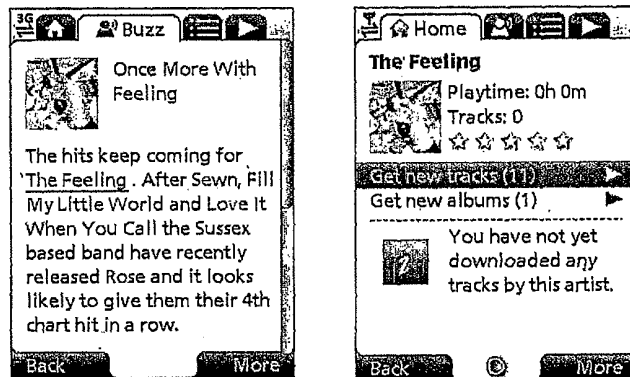 3G
Buzz
Once More With
Feeling
The hits keep coming for
The Feeling . After Sewn, Fill
My Little World and Love It
When You Call the Sussex
based band have recently
released Rose and it looks
likely to give them their 4th
chart hit in a row.
Back More
Home
The Feeling
Playtime: 0h 0m
Tracks: 0
Get new tracks (11)
Get new albums (1)
You have not yet
downloaded any
tracks by this artist.
Back More